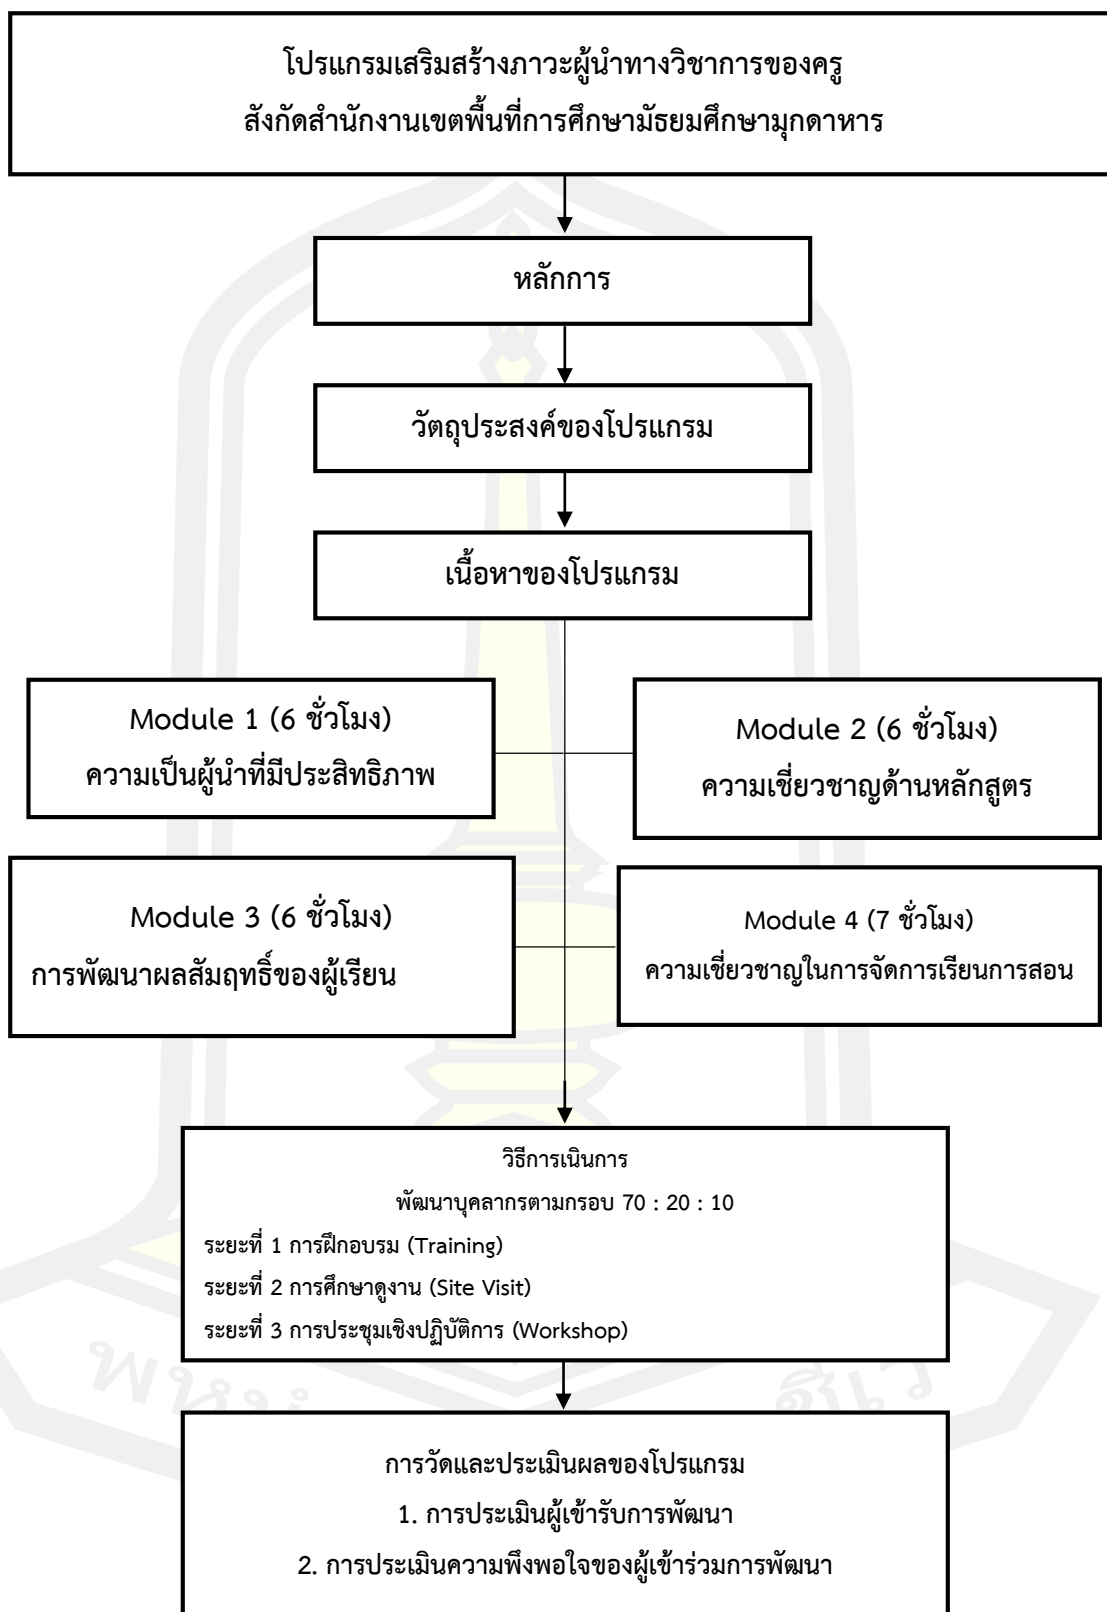 โปรแกรมเสริมสร้างภาวะผู้นำทางวิชาการของครู
สังกัดสำนักงานเขตพื้นที่การศึกษามัธยมศึกษามุกดาหาร
หลักการ
วัตถุประสงค์ของโปรแกรม
เนื้อหาของโปรแกรม
Module 1 (6 ชั่วโมง)
ความเป็นผู้นำที่มีประสิทธิภาพ
Module 2 (6 ชั่วโมง)
ความเชี่ยวชาญด้านหลักสูตร
Module 3 (6 ชั่วโมง)
การพัฒนาผลสัมฤทธิ์ของผู้เรียน
Module 4 (7 ชั่วโมง)
ความเชี่ยวชาญในการจัดการเรียนการสอน
วิธีการเนินการ
พัฒนาบุคลากรตามกรอบ 70 : 20 : 10
ระยะที่ 1 การฝึกอบรม (Training)
ระยะที่ 2 การศึกษาดูงาน (Site Visit)
ระยะที่ 3 การประชุมเชิงปฏิบัติการ (Workshop)
การวัดและประเมินผลของโปรแกรม
1. การประเมินผู้เข้ารับการพัฒนา
2. การประเมินความพึงพอใจของผู้เข้าร่วมการพัฒนา